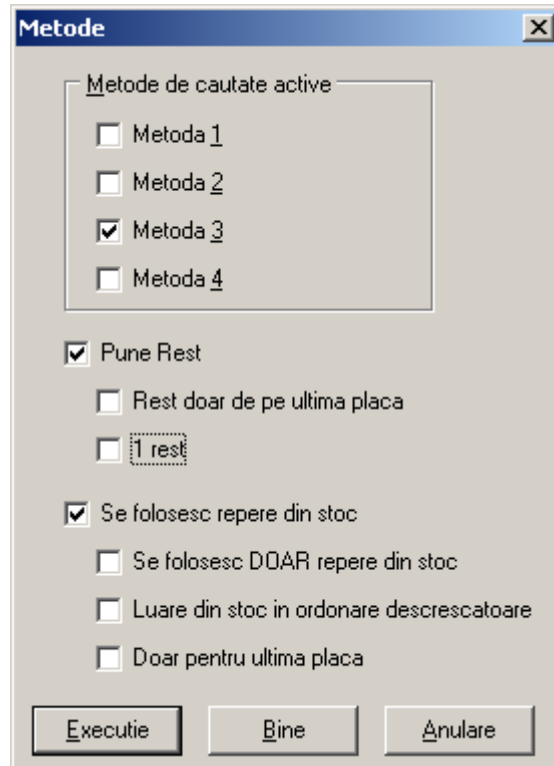 Metode
Metode de cautate active
Metoda 1
Metoda 2
Metoda 3
Metoda 4
Pune Rest
Rest doar de pe ultima placa
1 rest
Se folosesc repere din stoc
Se folosesc DOAR repere din stoc
Luare din stoc in ordonare descrescatoare
Doar pentru ultima placa
Executie Bine Anulare